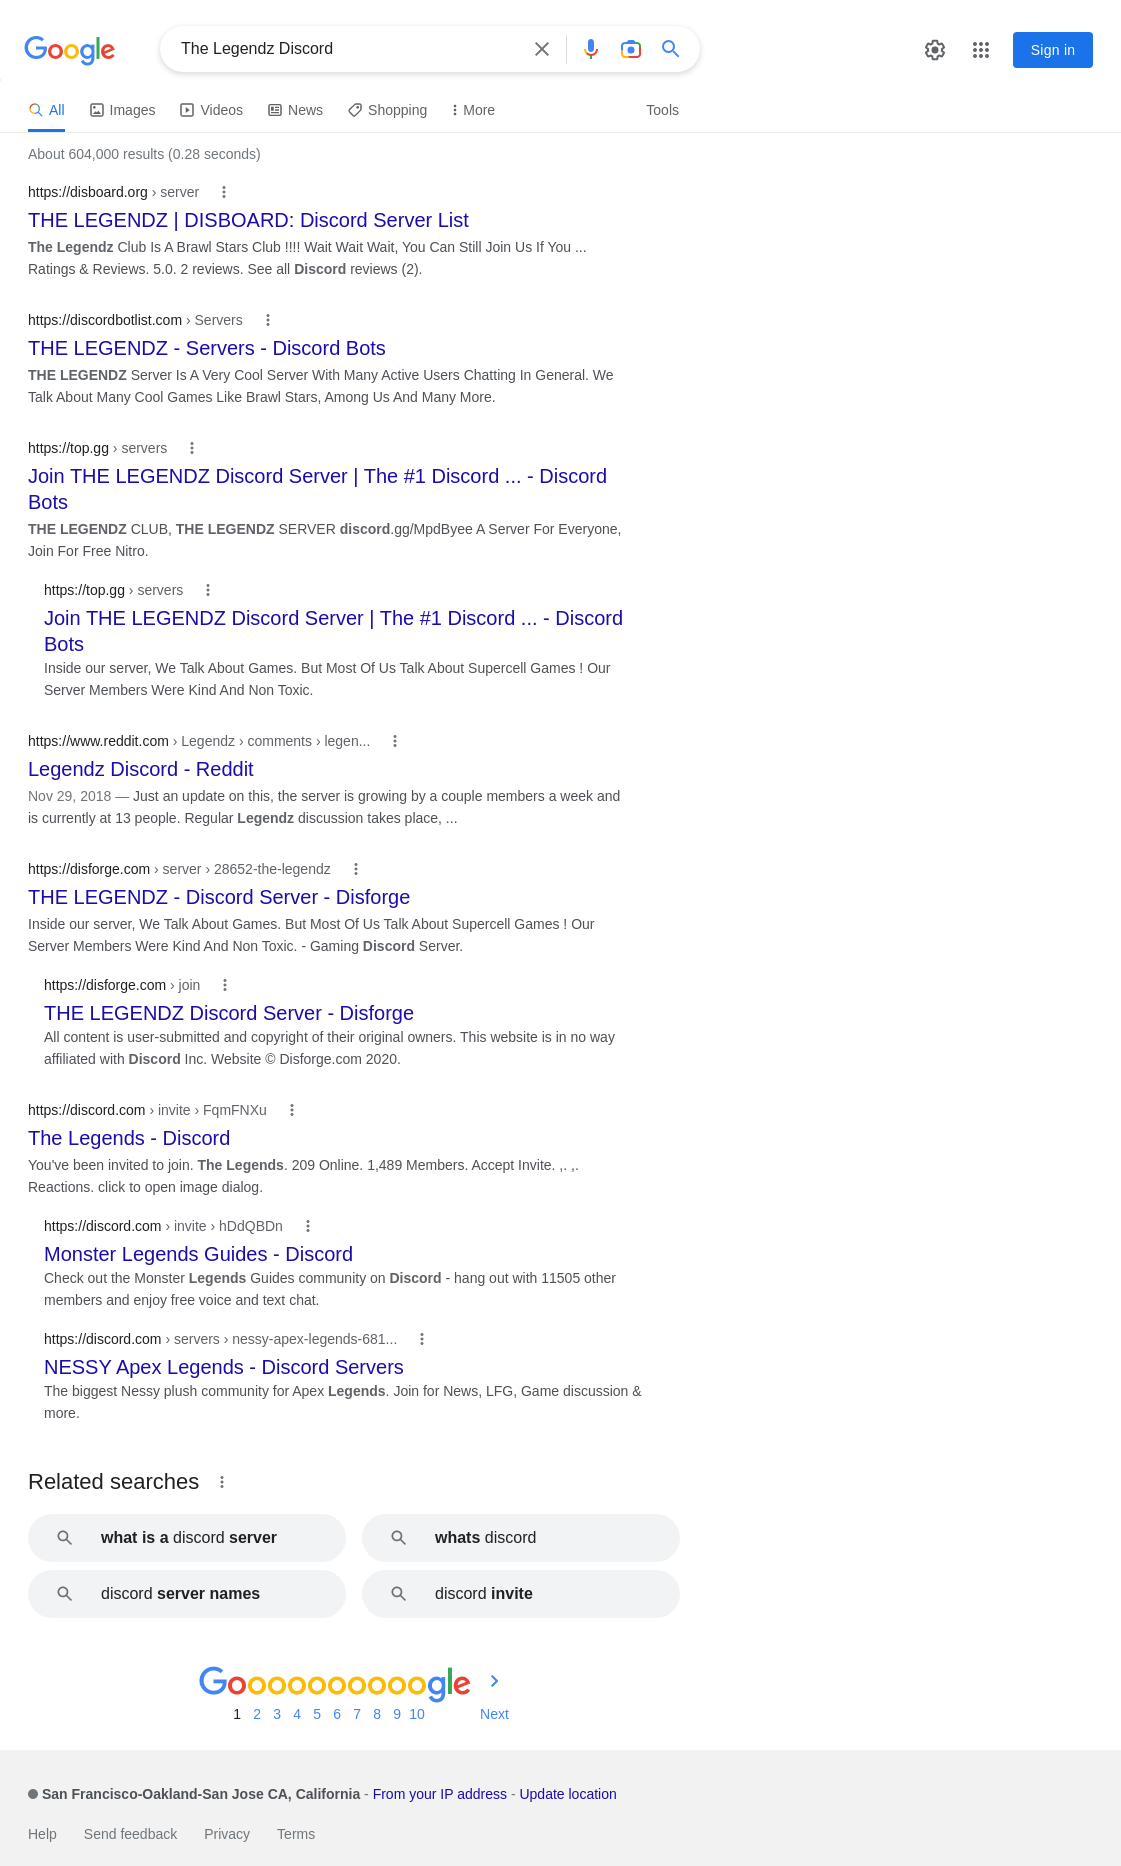 Google
The Legendz Discord
Sign in
All Images Videos News Shopping More Tools
About 604,000 results (0.28 seconds)
https://disboard.org › server
THE LEGENDZ | DISBOARD: Discord Server List
The Legendz Club Is A Brawl Stars Club !!!! Wait Wait Wait, You Can Still Join Us If You ...
Ratings & Reviews. 5.0. 2 reviews. See all Discord reviews (2).
https://discordbotlist.com › Servers
THE LEGENDZ - Servers - Discord Bots
THE LEGENDZ Server Is A Very Cool Server With Many Active Users Chatting In General. We
Talk About Many Cool Games Like Brawl Stars, Among Us And Many More.
https://top.gg › servers
Join THE LEGENDZ Discord Server | The #1 Discord ... - Discord
Bots
THE LEGENDZ CLUB, THE LEGENDZ SERVER discord.gg/MpdByee A Server For Everyone,
Join For Free Nitro.
https://top.gg › servers
Join THE LEGENDZ Discord Server | The #1 Discord ... - Discord
Bots
Inside our server, We Talk About Games. But Most Of Us Talk About Supercell Games ! Our
Server Members Were Kind And Non Toxic.
https://www.reddit.com › Legendz › comments › legen...
Legendz Discord - Reddit
Nov 29, 2018 — Just an update on this, the server is growing by a couple members a week and
is currently at 13 people. Regular Legendz discussion takes place, ...
https://disforge.com › server › 28652-the-legendz
THE LEGENDZ - Discord Server - Disforge
Inside our server, We Talk About Games. But Most Of Us Talk About Supercell Games ! Our
Server Members Were Kind And Non Toxic. - Gaming Discord Server.
https://disforge.com › join
THE LEGENDZ Discord Server - Disforge
All content is user-submitted and copyright of their original owners. This website is in no way
affiliated with Discord Inc. Website © Disforge.com 2020.
https://discord.com › invite › FqmFNXu
The Legends - Discord
You've been invited to join. The Legends. 209 Online. 1,489 Members. Accept Invite. ,. ,.
Reactions. click to open image dialog.
https://discord.com › invite › hDdQBDn
Monster Legends Guides - Discord
Check out the Monster Legends Guides community on Discord - hang out with 11505 other
members and enjoy free voice and text chat.
https://discord.com › servers › nessy-apex-legends-681...
NESSY Apex Legends - Discord Servers
The biggest Nessy plush community for Apex Legends. Join for News, LFG, Game discussion &
more.
Related searches
what is a discord server
whats discord
discord server names
discord invite
Goooooooooogle
1 2 3 4 5 6 7 8 9 10 Next
San Francisco-Oakland-San Jose CA, California - From your IP address - Update location
Help Send feedback Privacy Terms